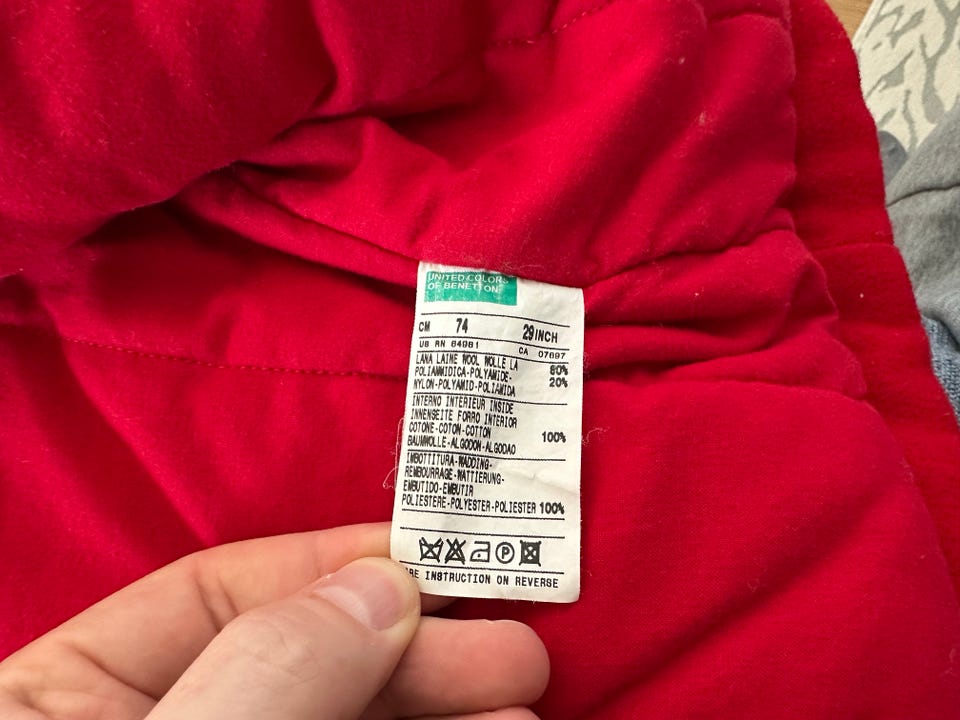 UNITED COLORS
OF BENETTON
CM 74 29 INCH
US RN 84981 CA 07697
LANA LAINE WOOL WOLLE LA 80%
POLIAMMIDICA-POLYAMIDE- 20%
NYLON-POLYAMID-POLIAMIDA
INTERNO INTERIEUR INSIDE
INNENSEITE FORRO INTERIOR
COTONE-COTON-COTTON 100%
BAUMWOLLE-ALGODON-ALGODAO
IMBOTTITURA-WADDING-
REMBOURRAGE-WATTIERUNG-
EMBUTIDO-EMBUTIR
POLIESTERE-POLYESTER-POLIESTER 100%
P
RE INSTRUCTION ON REVERSE